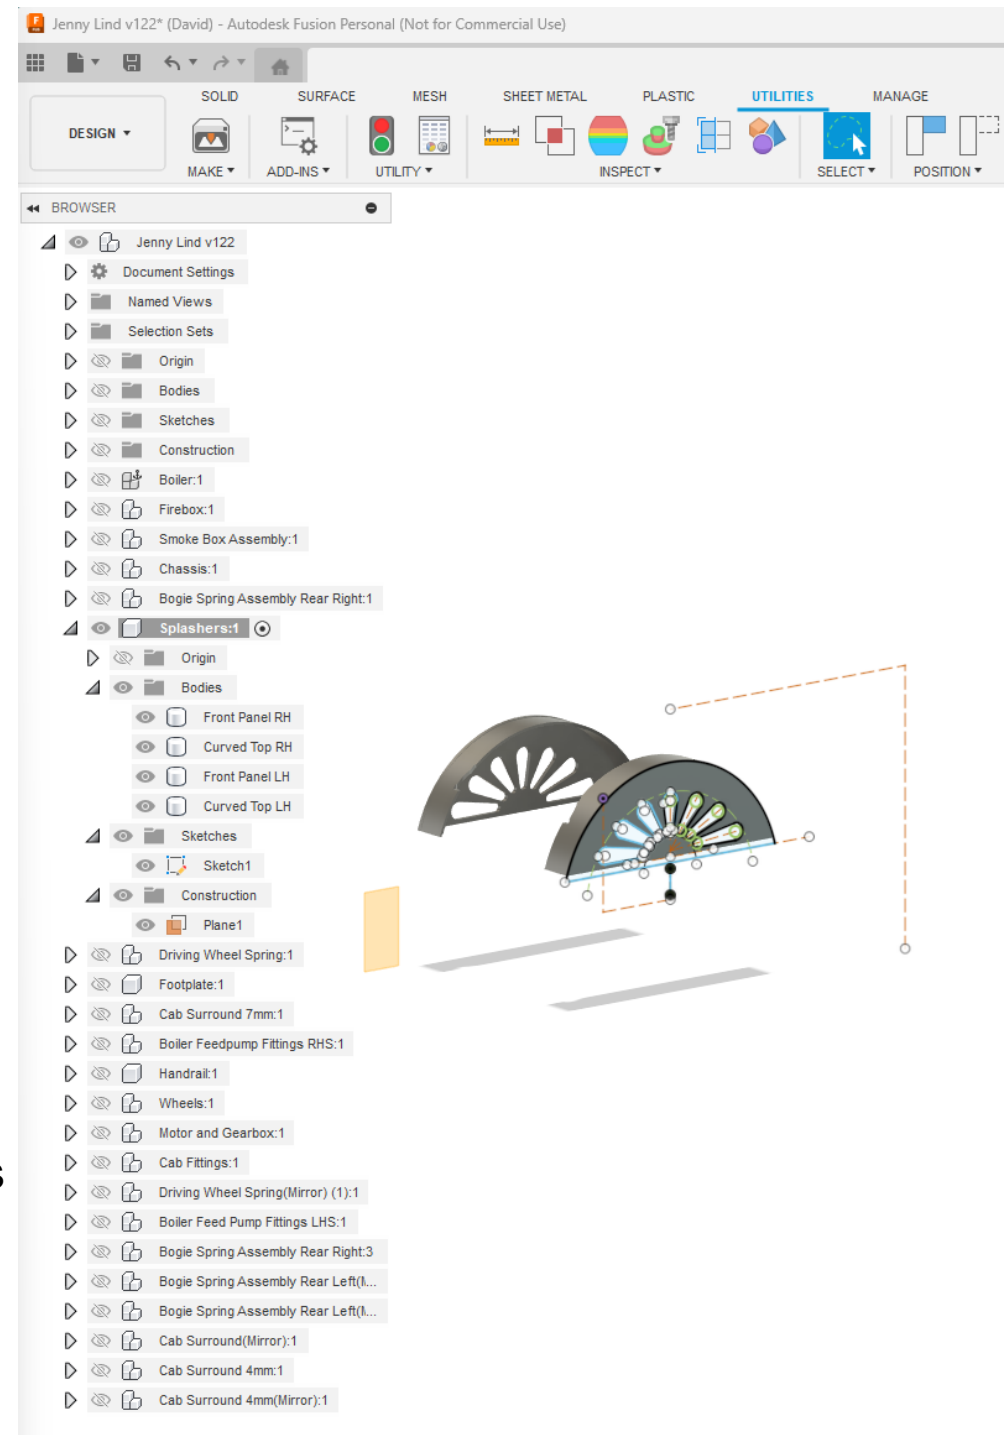 Jenny Lind v122* (David) - Autodesk Fusion Personal (Not for Commercial Use)
SOLID SURFACE MESH SHEET METAL PLASTIC UTILITIES MANAGE
DESIGN
MAKE ADD-INS UTILITY INSPECT SELECT POSITION
BROWSER
Jenny Lind v122
Document Settings
Named Views
Selection Sets
Origin
Bodies
Sketches
Construction
Boiler:1
Firebox:1
Smoke Box Assembly:1
Chassis:1
Bogie Spring Assembly Rear Right:1
Splashers:1
Origin
Bodies
Front Panel RH
Curved Top RH
Front Panel LH
Curved Top LH
Sketches
Sketch1
Construction
Plane1
Driving Wheel Spring:1
Footplate:1
Cab Surround 7mm:1
Boiler Feedpump Fittings RHS:1
Handrail:1
Wheels:1
Motor and Gearbox:1
Cab Fittings:1
s
Driving Wheel Spring(Mirror) (1):1
Boiler Feed Pump Fittings LHS:1
Bogie Spring Assembly Rear Right:3
Bogie Spring Assembly Rear Left(M...
Bogie Spring Assembly Rear Left(M...
Cab Surround(Mirror):1
Cab Surround 4mm:1
Cab Surround 4mm(Mirror):1